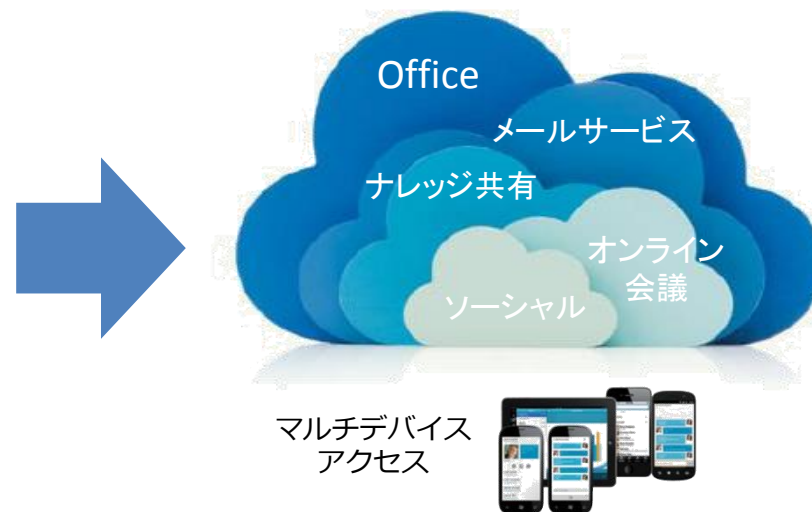 Office
メールサービス
ナレッジ共有
オンライン
会議
ソーシャル
マルチデバイス
アクセス